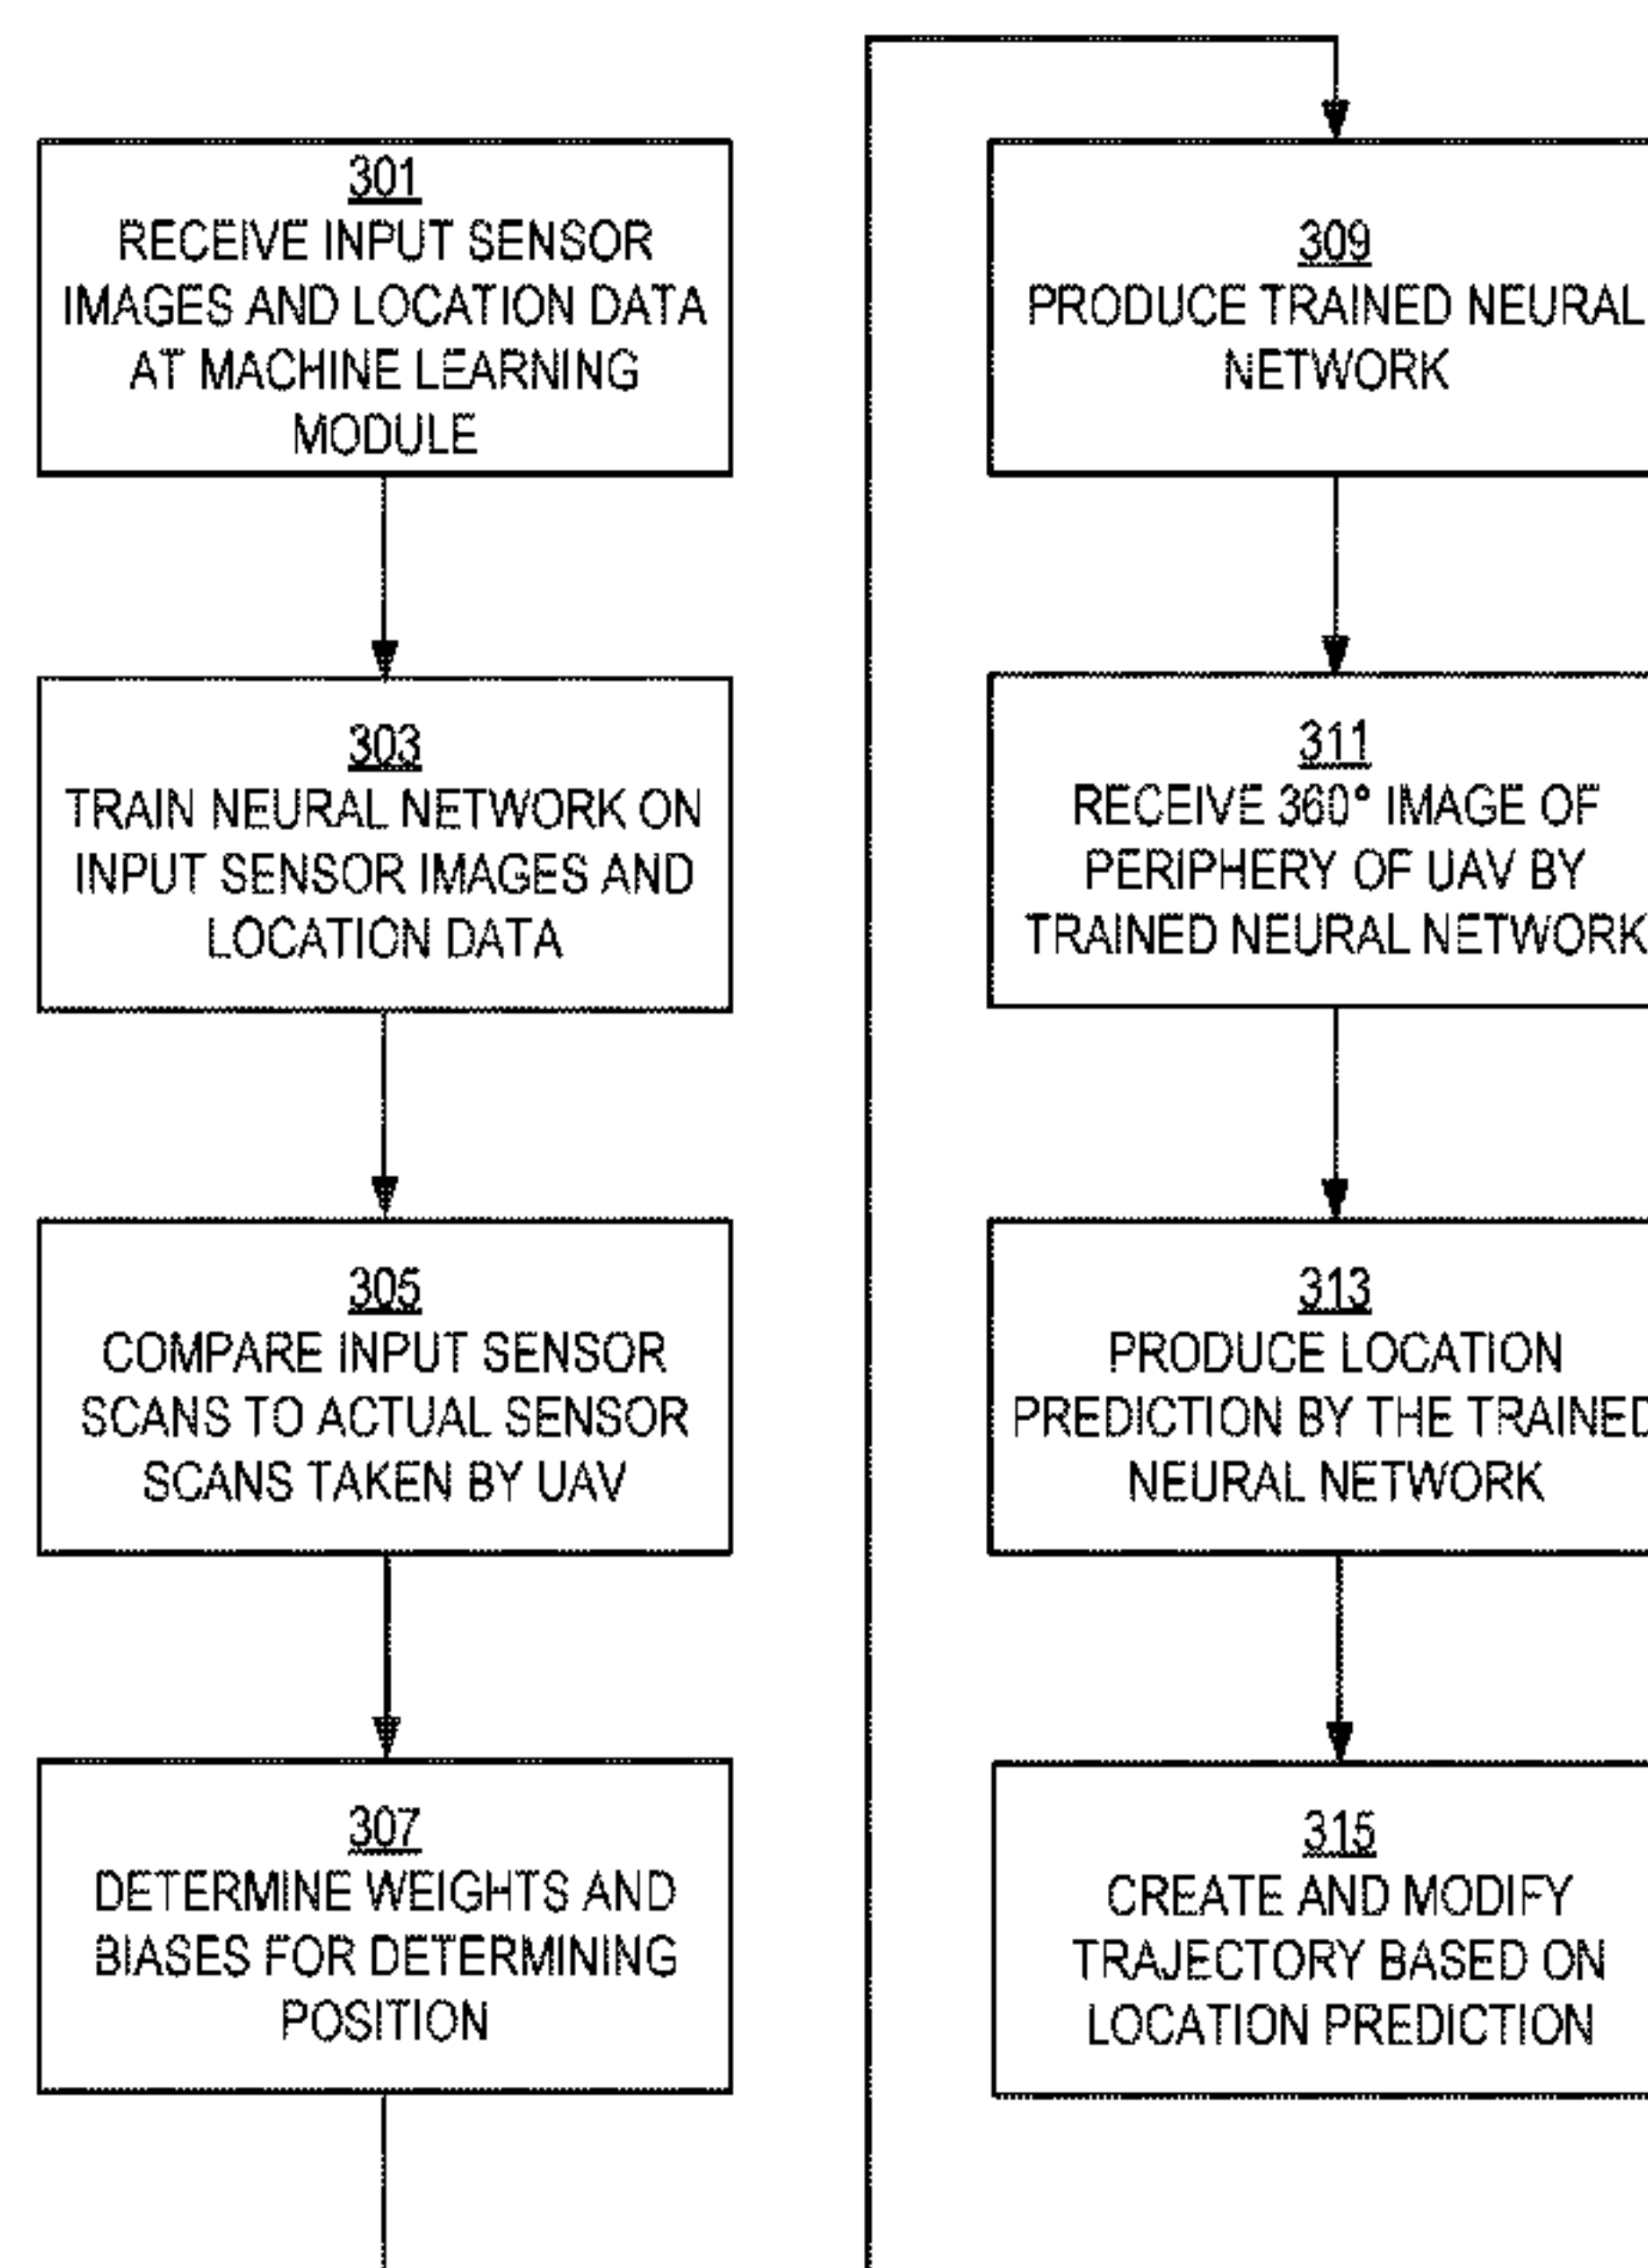 301
RECEIVE INPUT SENSOR
IMAGES AND LOCATION DATA
AT MACHINE LEARNING
MODULE
303
TRAIN NEURAL NETWORK ON
INPUT SENSOR IMAGES AND
LOCATION DATA
305
COMPARE INPUT SENSOR
SCANS TO ACTUAL SENSOR
SCANS TAKEN BY UAV
307
DETERMINE WEIGHTS AND
BIASES FOR DETERMINING
POSITION
309
PRODUCE TRAINED NEURAL
NETWORK
311
RECEIVE 360° IMAGE OF
PERIPHERY OF UAV BY
TRAINED NEURAL NETWORK
313
PRODUCE LOCATION
PREDICTION BY THE TRAINED
NEURAL NETWORK
315
CREATE AND MODIFY
TRAJECTORY BASED ON
LOCATION PREDICTION